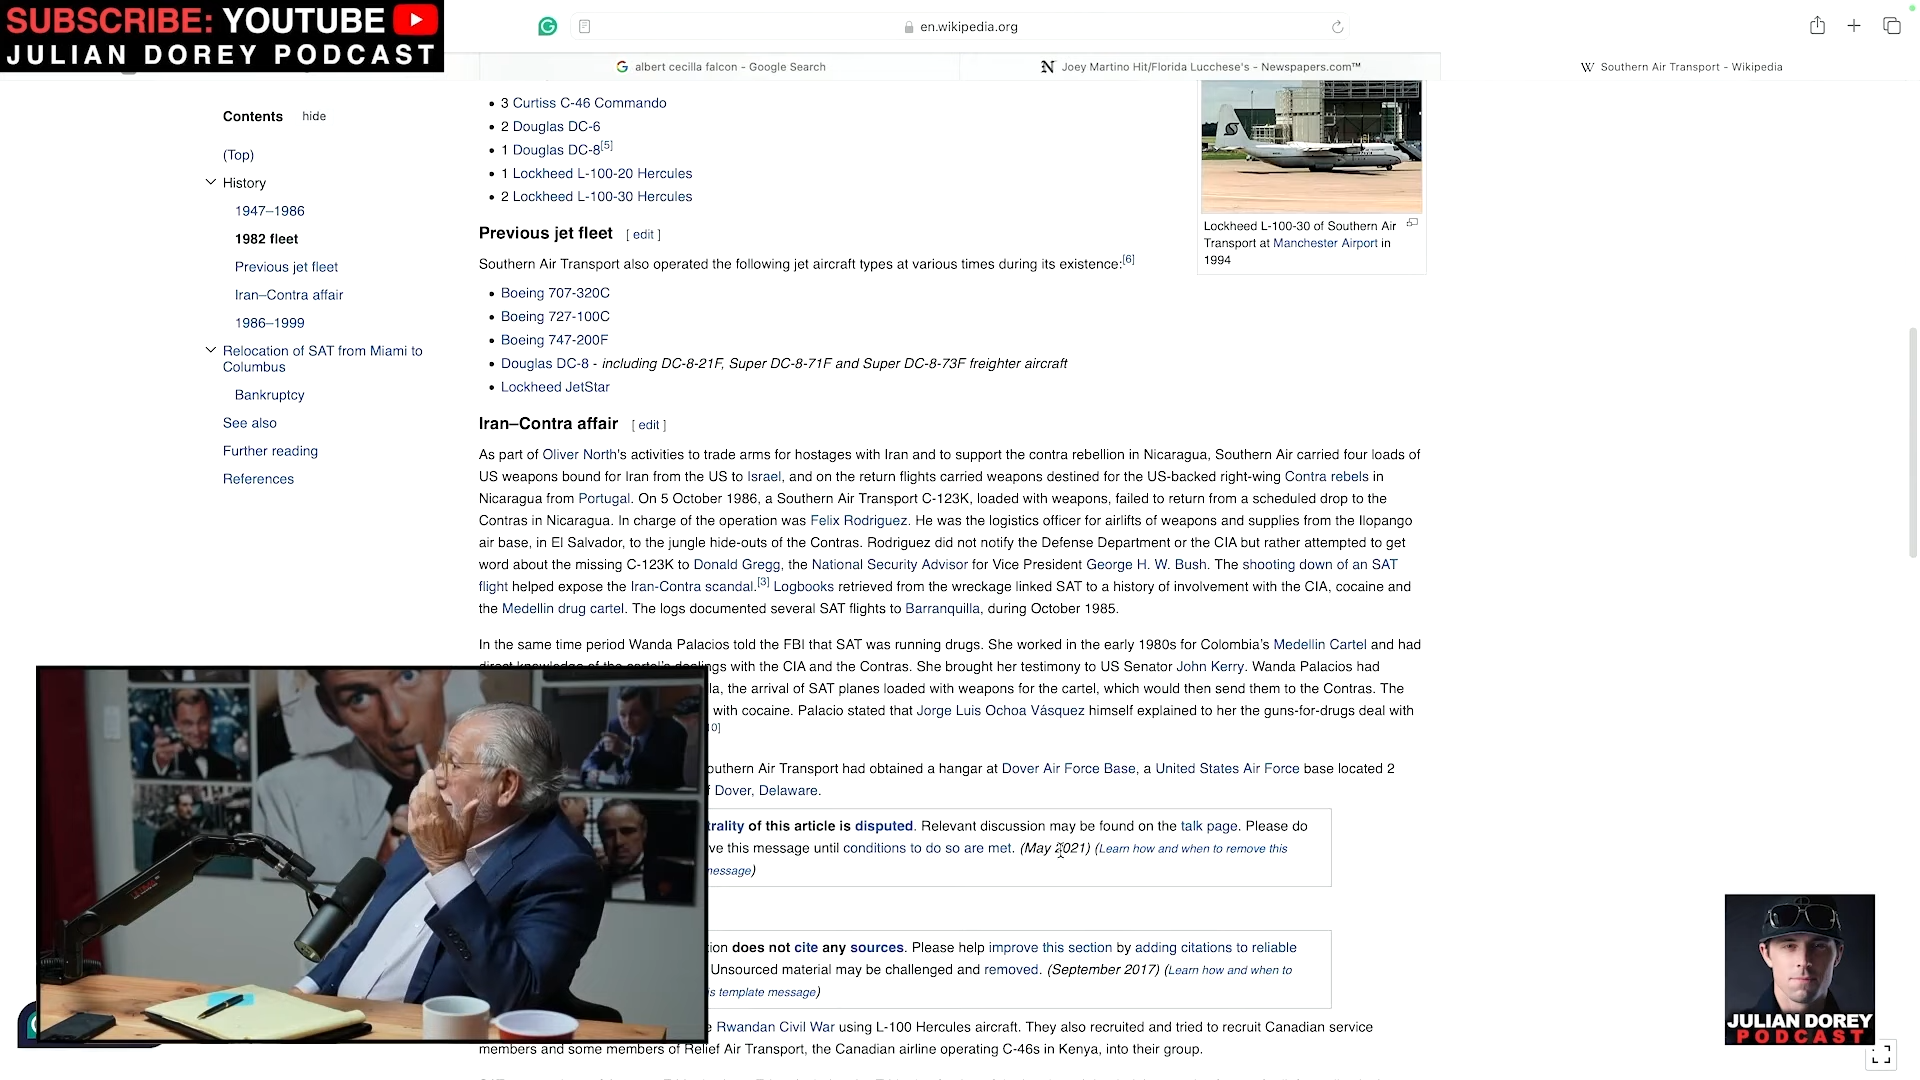 SUBSCRIBE: YOUTUBE
JULIAN DOREY PODCAST
en.wikipedia.org
albert cecilla falcon - Google Search
Joey Martino Hit/Florida Lucchese's - Newspapers.com™
Southern Air Transport - Wikipedia
Contents hide
(Top)
History
1947–1986
1982 fleet
Previous jet fleet
Iran–Contra affair
1986–1999
Relocation of SAT from Miami to
Columbus
Bankruptcy
See also
Further reading
References
3 Curtiss C-46 Commando
2 Douglas DC-6
1 Douglas DC-8[5]
1 Lockheed L-100-20 Hercules
2 Lockheed L-100-30 Hercules
Lockheed L-100-30 of Southern Air
Transport at Manchester Airport in
1994
Previous jet fleet [ edit ]
Southern Air Transport also operated the following jet aircraft types at various times during its existence:[6]
Boeing 707-320C
Boeing 727-100C
Boeing 747-200F
Douglas DC-8 - including DC-8-21F, Super DC-8-71F and Super DC-8-73F freighter aircraft
Lockheed JetStar
Iran–Contra affair [ edit ]
As part of Oliver North's activities to trade arms for hostages with Iran and to support the contra rebellion in Nicaragua, Southern Air carried four loads of
US weapons bound for Iran from the US to Israel, and on the return flights carried weapons destined for the US-backed right-wing Contra rebels in
Nicaragua from Portugal. On 5 October 1986, a Southern Air Transport C-123K, loaded with weapons, failed to return from a scheduled drop to the
Contras in Nicaragua. In charge of the operation was Felix Rodriguez. He was the logistics officer for airlifts of weapons and supplies from the Ilopango
air base, in El Salvador, to the jungle hide-outs of the Contras. Rodriguez did not notify the Defense Department or the CIA but rather attempted to get
word about the missing C-123K to Donald Gregg, the National Security Advisor for Vice President George H. W. Bush. The shooting down of an SAT
flight helped expose the Iran-Contra scandal.[3] Logbooks retrieved from the wreckage linked SAT to a history of involvement with the CIA, cocaine and
the Medellin drug cartel. The logs documented several SAT flights to Barranquilla, during October 1985.
In the same time period Wanda Palacios told the FBI that SAT was running drugs. She worked in the early 1980s for Colombia's Medellin Cartel and had
direct knowledge of the cartel's dealings with the CIA and the Contras. She brought her testimony to US Senator John Kerry. Wanda Palacios had
la, the arrival of SAT planes loaded with weapons for the cartel, which would then send them to the Contras. The
with cocaine. Palacio stated that Jorge Luis Ochoa Vásquez himself explained to her the guns-for-drugs deal with
0]
outhern Air Transport had obtained a hangar at Dover Air Force Base, a United States Air Force base located 2
f Dover, Delaware.
trality of this article is disputed. Relevant discussion may be found on the talk page. Please do
ve this message until conditions to do so are met. (May 2021) (Learn how and when to remove this
nessage)
ion does not cite any sources. Please help improve this section by adding citations to reliable
Unsourced material may be challenged and removed. (September 2017) (Learn how and when to
is template message)
e Rwandan Civil War using L-100 Hercules aircraft. They also recruited and tried to recruit Canadian service
members and some members of Relief Air Transport, the Canadian airline operating C-46s in Kenya, into their group.
JULIAN DOREY
PODCAST